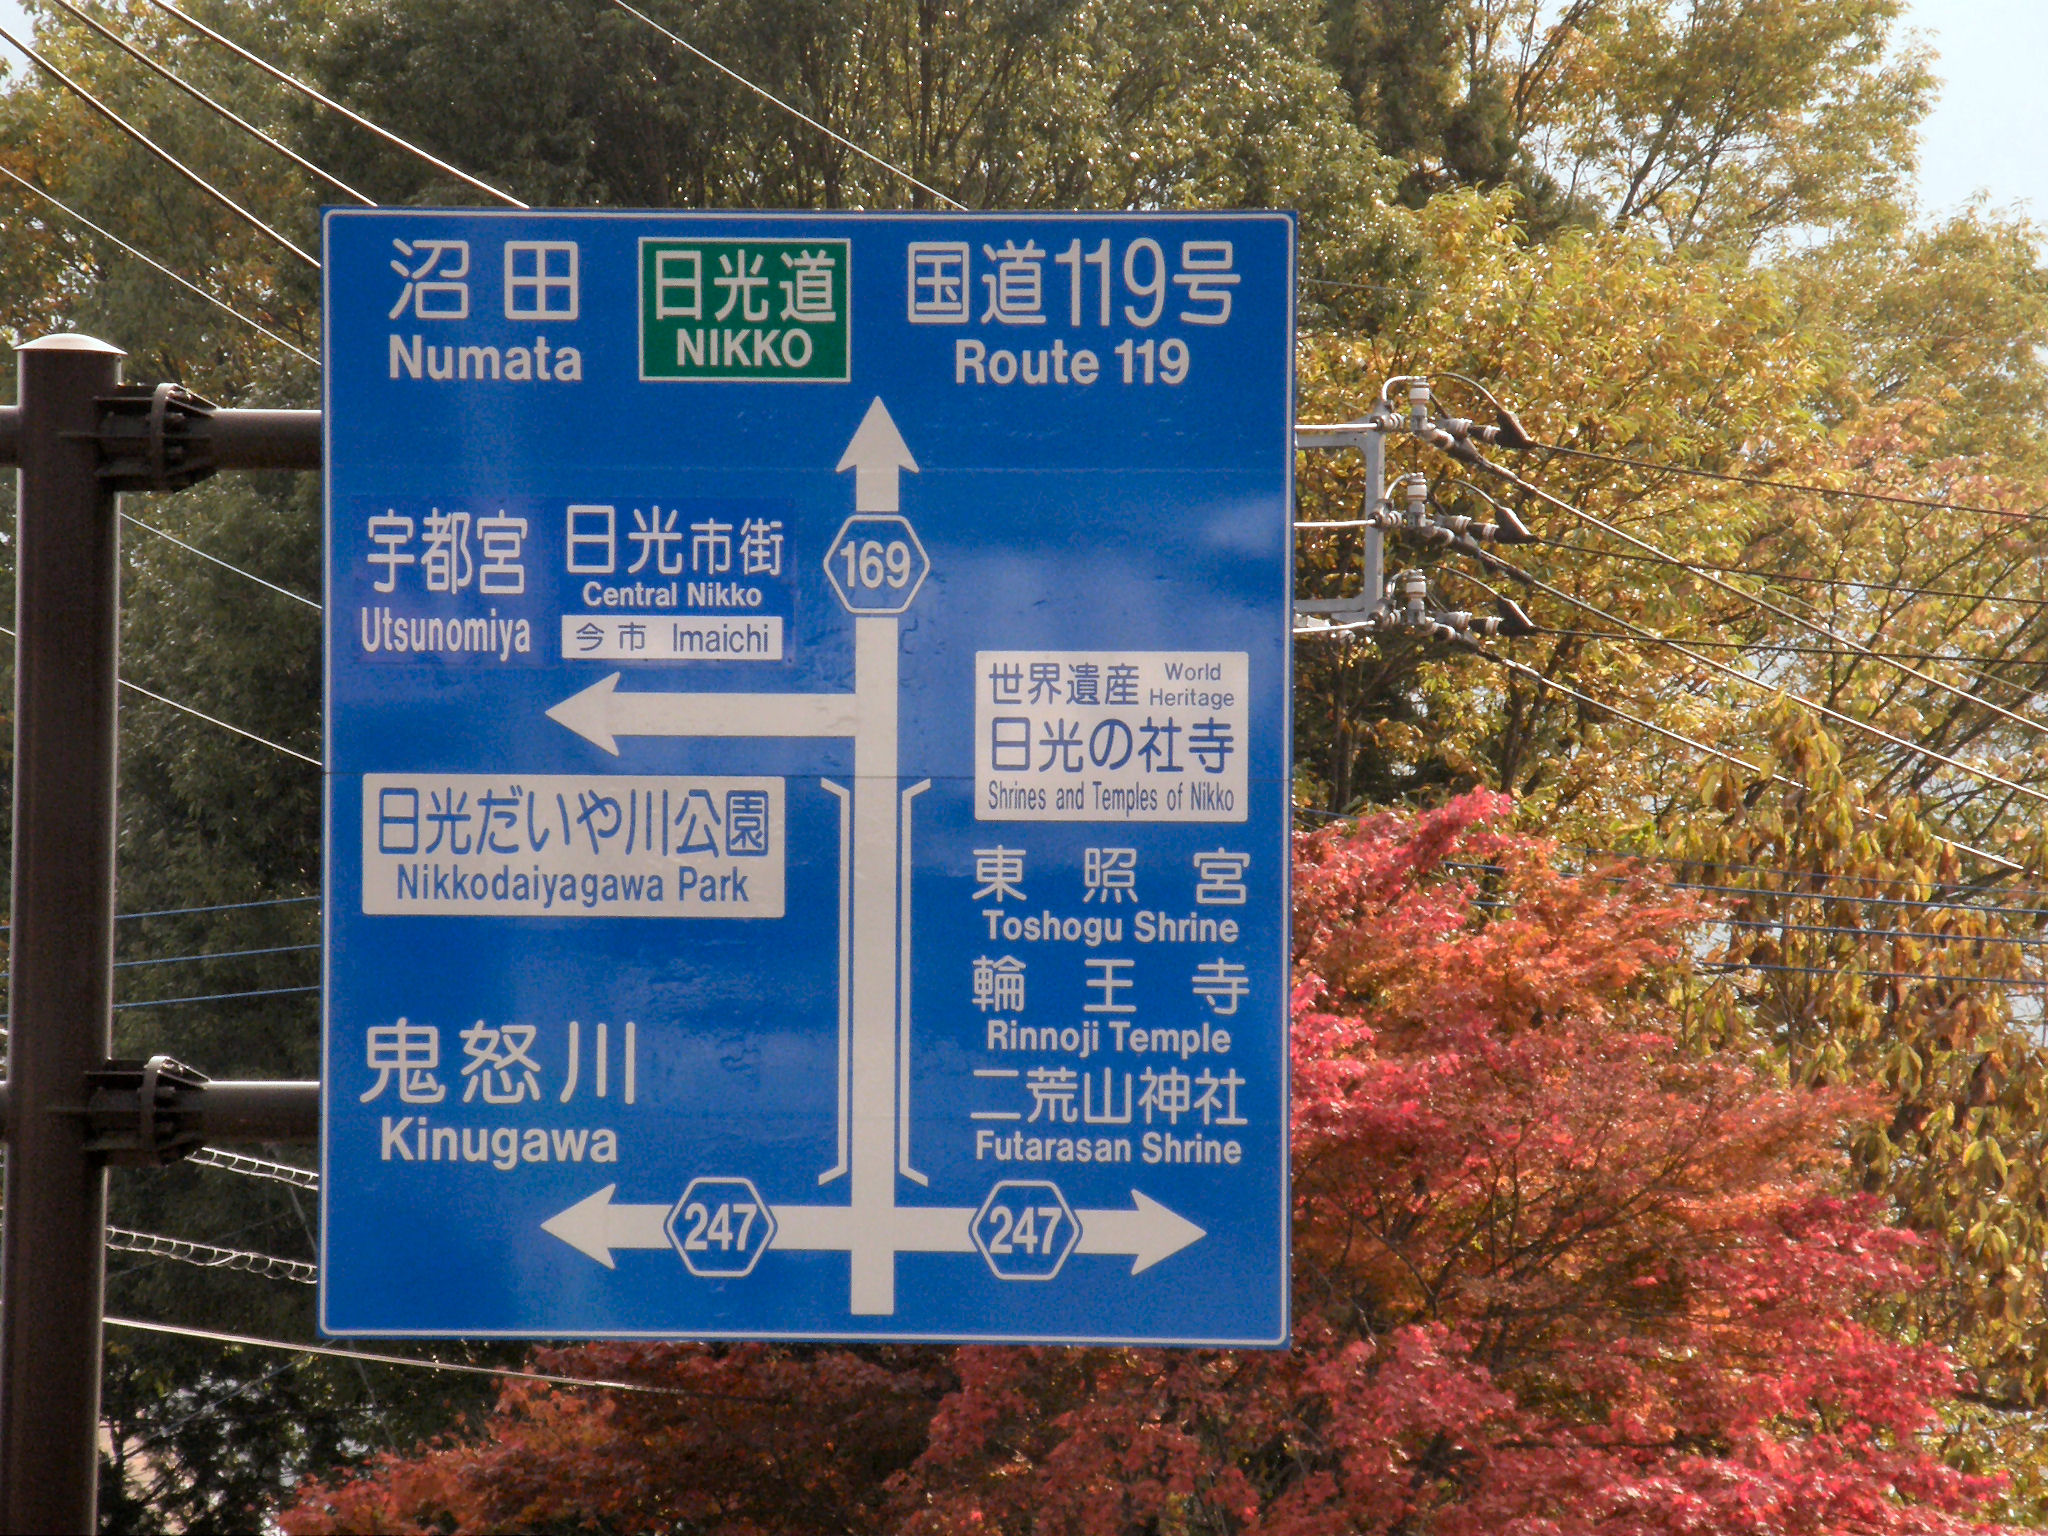 沼田
Numata
日光道
NIKKO
国道119号
Route 119
宇都宮
Utsunomiya
日光市街
Central Nikko
今市 Imaichi
169
世界遺産 World Heritage
日光の社寺
Shrines and Temples of Nikko
日光だいや川公園
Nikkodaiyagawa Park
東照宮
Toshogu Shrine
輪王寺
Rinnoji Temple
二荒山神社
Futarasan Shrine
鬼怒川
Kinugawa
247
247